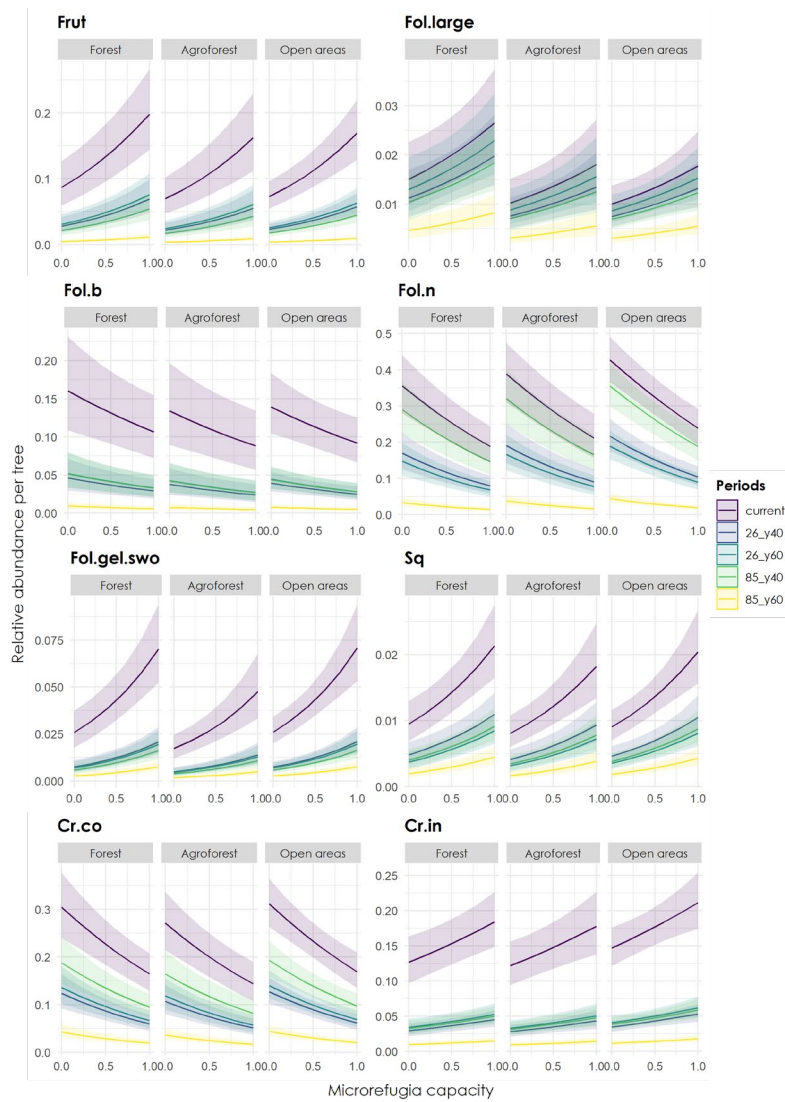 Frut
Forest Agroforest Open areas
0.2
0.1
0.0
0.0 0.5 1.00.0 0.5 1.00.0 0.5 1.0
Fol.large
Forest Agroforest Open areas
0.03
0.02
0.01
0.0 0.5 1.00.0 0.5 1.00.0 0.5 1.0
Fol.b
Forest Agroforest Open areas
0.20
0.15
0.10
0.05
0.00
0.0 0.5 1.00.0 0.5 1.00.0 0.5 1.0
Fol.n
Forest Agroforest Open areas
0.5
0.4
0.3
0.2
0.1
0.0
0.0 0.5 1.00.0 0.5 1.00.0 0.5 1.0
Fol.gel.swo
Forest Agroforest Open areas
0.075
0.050
0.025
0.000
0.0 0.5 1.00.0 0.5 1.00.0 0.5 1.0
Sq
Forest Agroforest Open areas
0.02
0.01
0.00
0.0 0.5 1.00.0 0.5 1.00.0 0.5 1.0
Cr.co
Forest Agroforest Open areas
0.3
0.2
0.1
0.0
0.0 0.5 1.00.0 0.5 1.00.0 0.5 1.0
Cr.in
Forest Agroforest Open areas
0.25
0.20
0.15
0.10
0.05
0.00
0.0 0.5 1.00.0 0.5 1.00.0 0.5 1.0
Relative abundance per tree
Microrefugia capacity
Periods
current
26_y40
26_y60
85_y40
85_y60